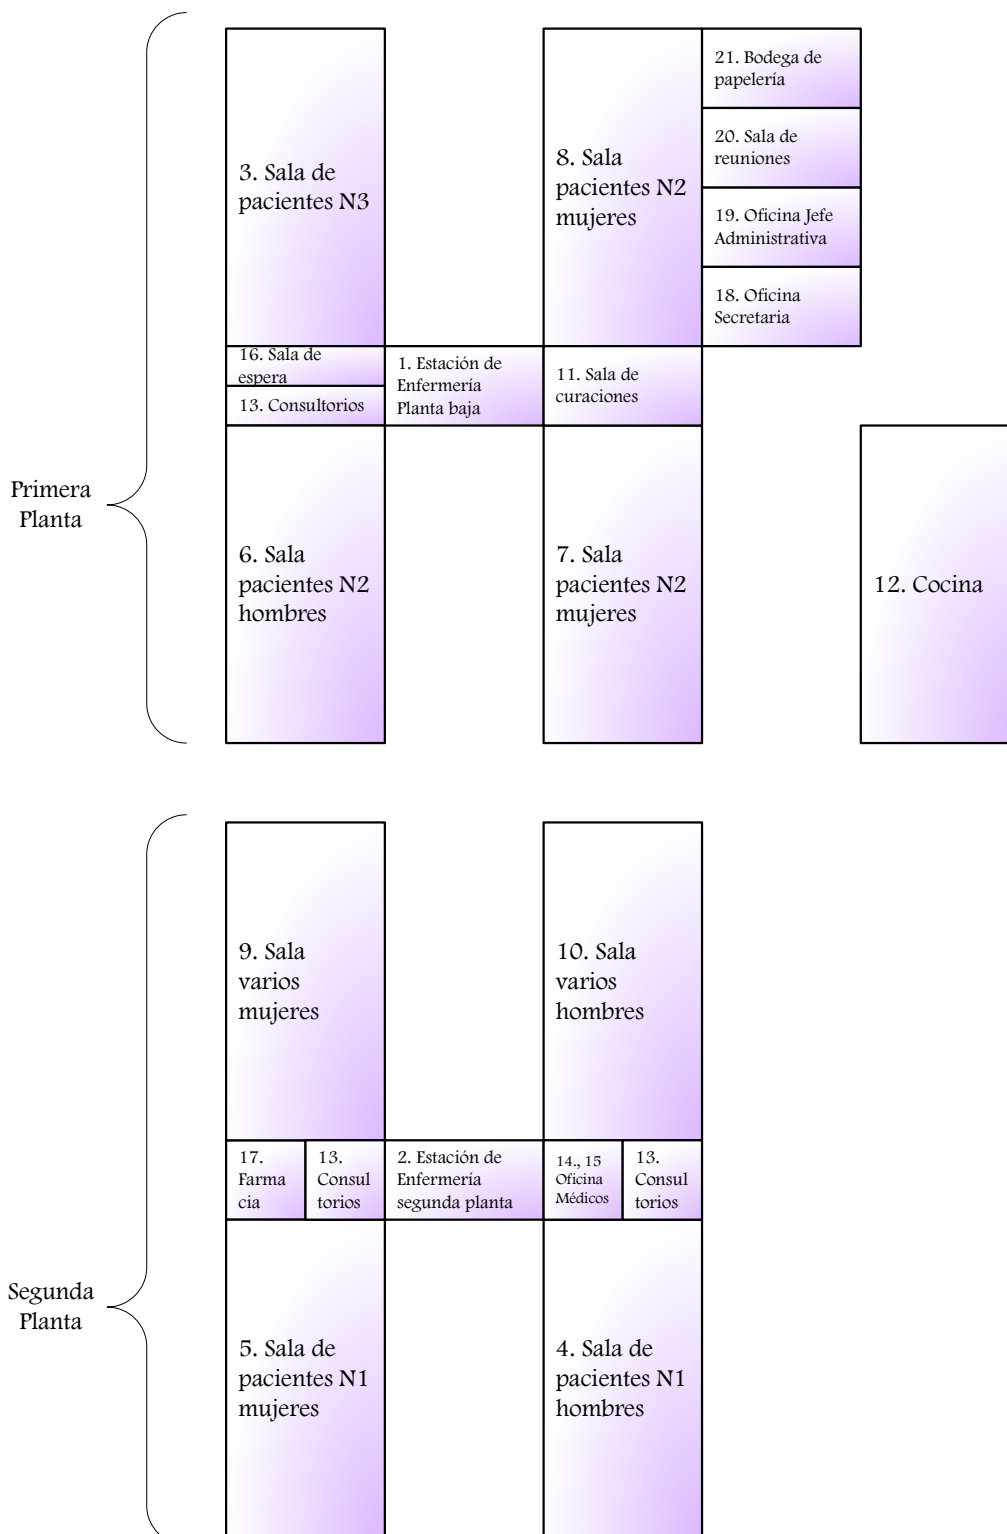 21. Bodega de
papelería
20. Sala de
reuniones
3. Sala de
pacientes N3
8. Sala
pacientes N2
mujeres
19. Oficina Jefe
Administrativa
18. Oficina
Secretaria
16. Sala de
espera
13. Consultorios
1. Estación de
Enfermería
Planta baja
11. Sala de
curaciones
Primera
Planta
6. Sala
pacientes N2
hombres
7. Sala
pacientes N2
mujeres
12. Cocina
9. Sala
varios
mujeres
10. Sala
varios
hombres
17.
Farma
cia
13.
Consul
torios
2. Estación de
Enfermería
segunda planta
14., 15
Oficina
Médicos
13.
Consul
torios
Segunda
Planta
5. Sala de
pacientes N1
mujeres
4. Sala de
pacientes N1
hombres